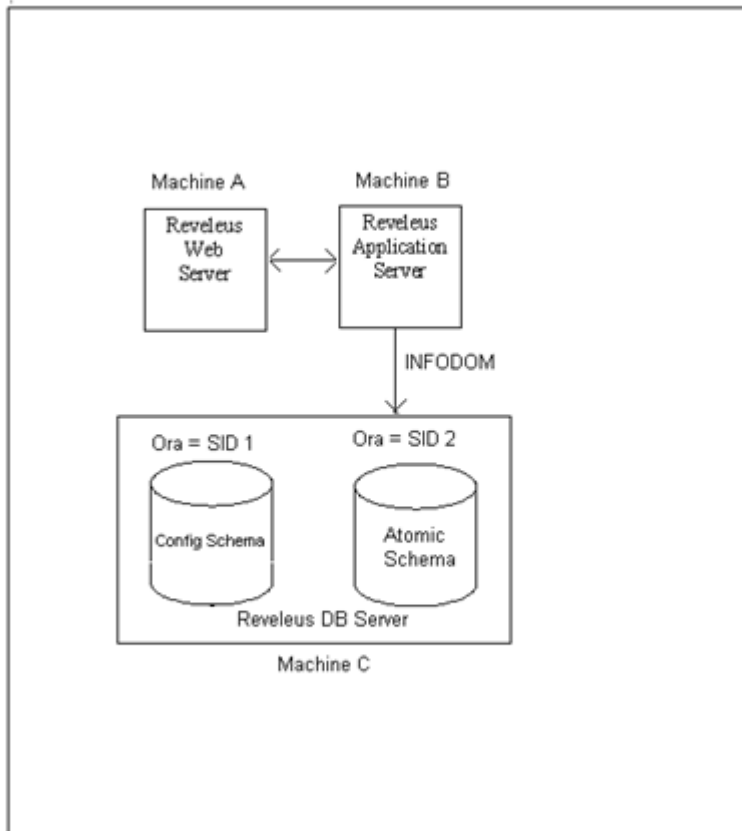 Machine A
Machine B
Reveleus
Web
Server
Reveleus
Application
Server
INFODOM
Ora = SID 1
Ora = SID 2
Config Schema
Atomic
Schema
Reveleus DB Server
Machine C